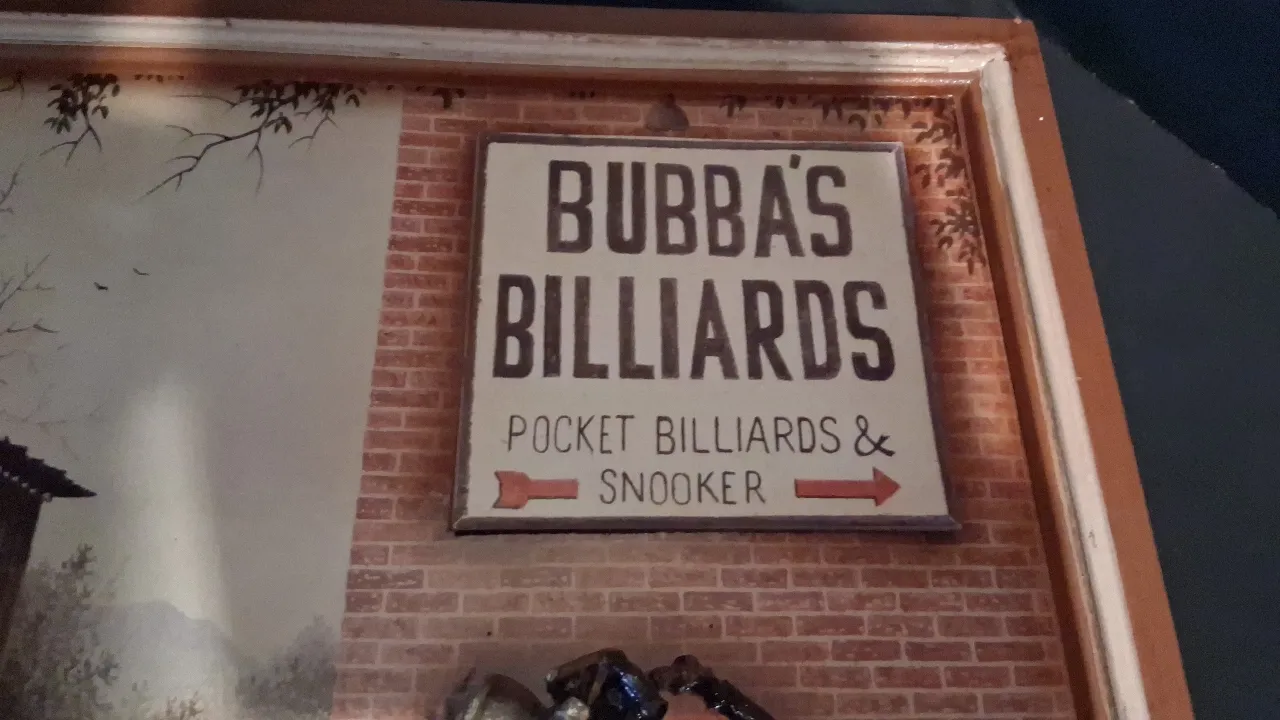 BUBBA'S
BILLIARDS
POCKET BILLIARDS &
SNOOKER